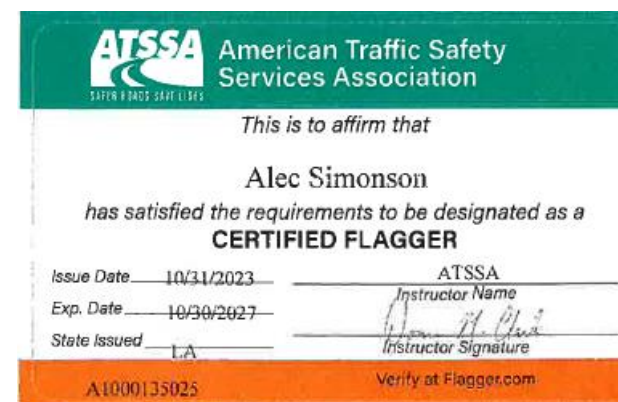 ATSSA
SAFER ROADS SAVE LIVES
American Traffic Safety
Services Association
This is to affirm that
Alec Simonson
has satisfied the requirements to be designated as a
CERTIFIED FLAGGER
Issue Date 10/31/2023
ATSSA
Instructor Name
Exp. Date 10/30/2027
State Issued LA
Instructor Signature
A1000135025
Verify at Flagger.com